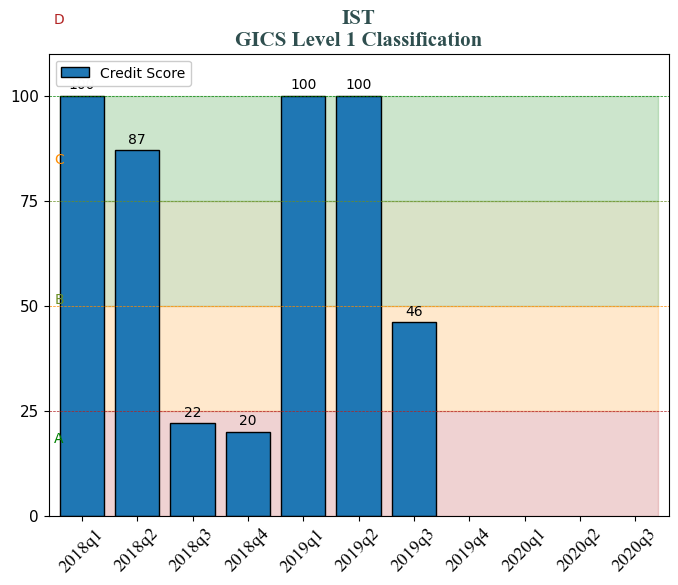 D
IST
GICS Level 1 Classification
Credit Score
100
100
100
100
87
C
75
B
50
46
25
22
20
A
0
2018q1
2018q2
2018q3
2018q4
2019q1
2019q2
2019q3
2019q4
2020q1
2020q2
2020q3